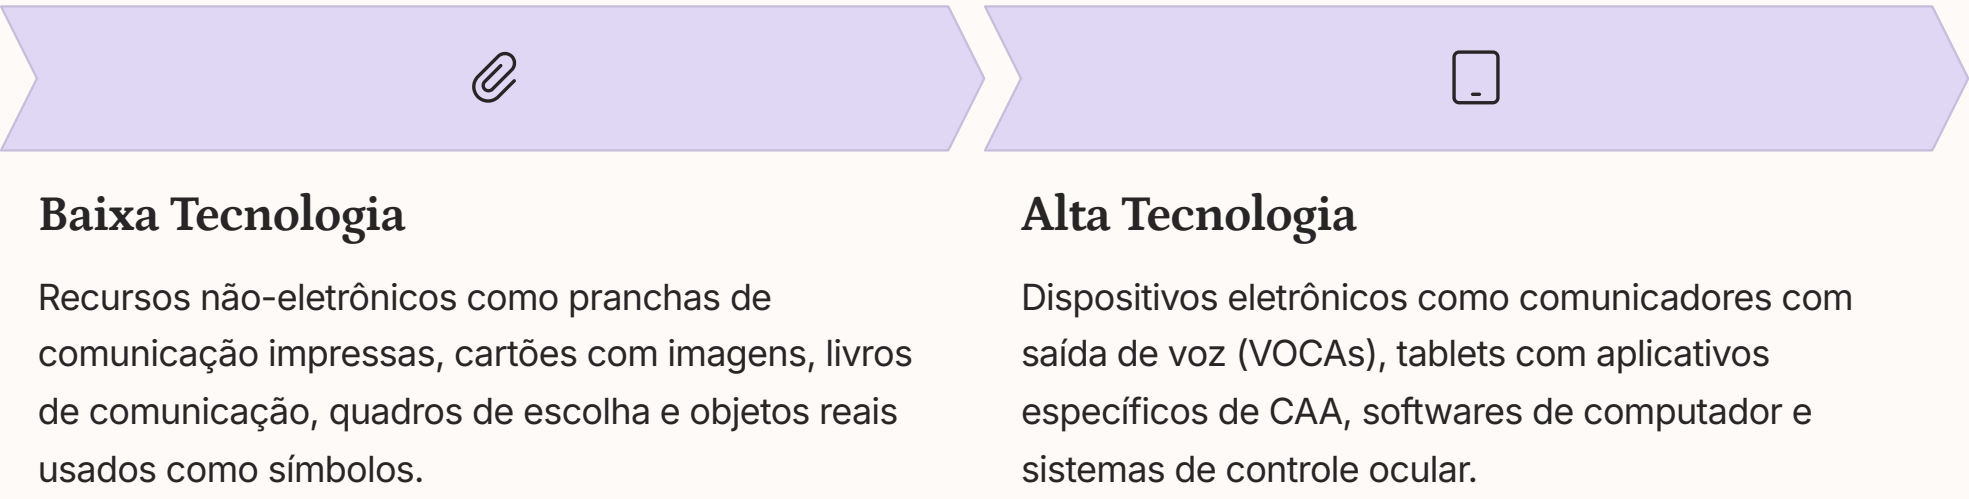 Baixa Tecnologia
Recursos não-eletrônicos como pranchas de
comunicação impressas, cartões com imagens, livros
de comunicação, quadros de escolha e objetos reais
usados como símbolos.
Alta Tecnologia
Dispositivos eletrônicos como comunicadores com
saída de voz (VOCAs), tablets com aplicativos
específicos de CAA, softwares de computador e
sistemas de controle ocular.